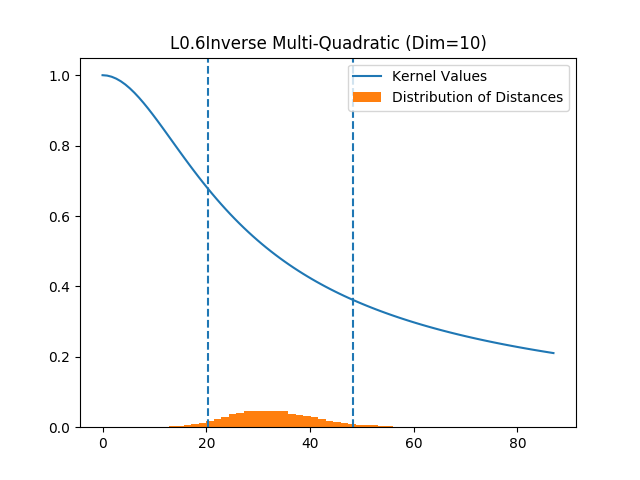 L0.6Inverse Multi-Quadratic (Dim=10)
Kernel Values
Distribution of Distances
1.0
0.8
0.6
0.4
0.2
0.0
0 20 40 60 80